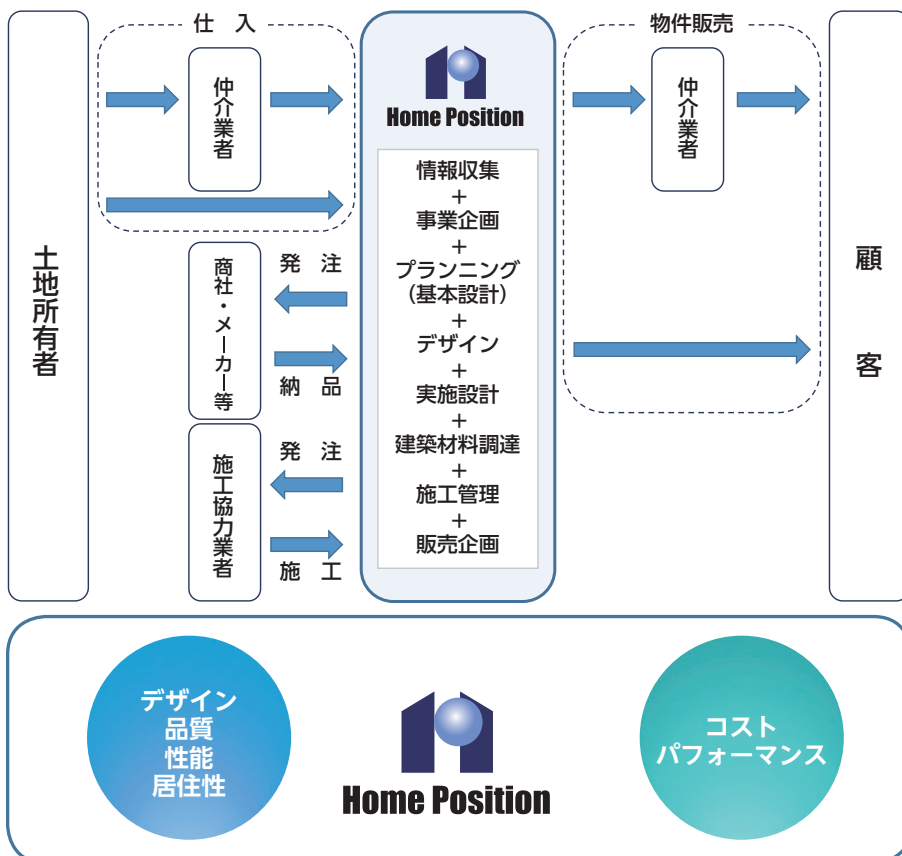 仕　入
物件販売
土地所有者
仲介業者
商社・メーカー等
発　注
納　品
施工協力業者
発　注
施　工
Home Position
情報収集
+
事業企画
+
プランニング
（基本設計）
+
デザイン
+
実施設計
+
建築材料調達
+
施工管理
+
販売企画
仲介業者
顧　客
デザイン
品質
性能
居住性
Home Position
コスト
パフォーマンス